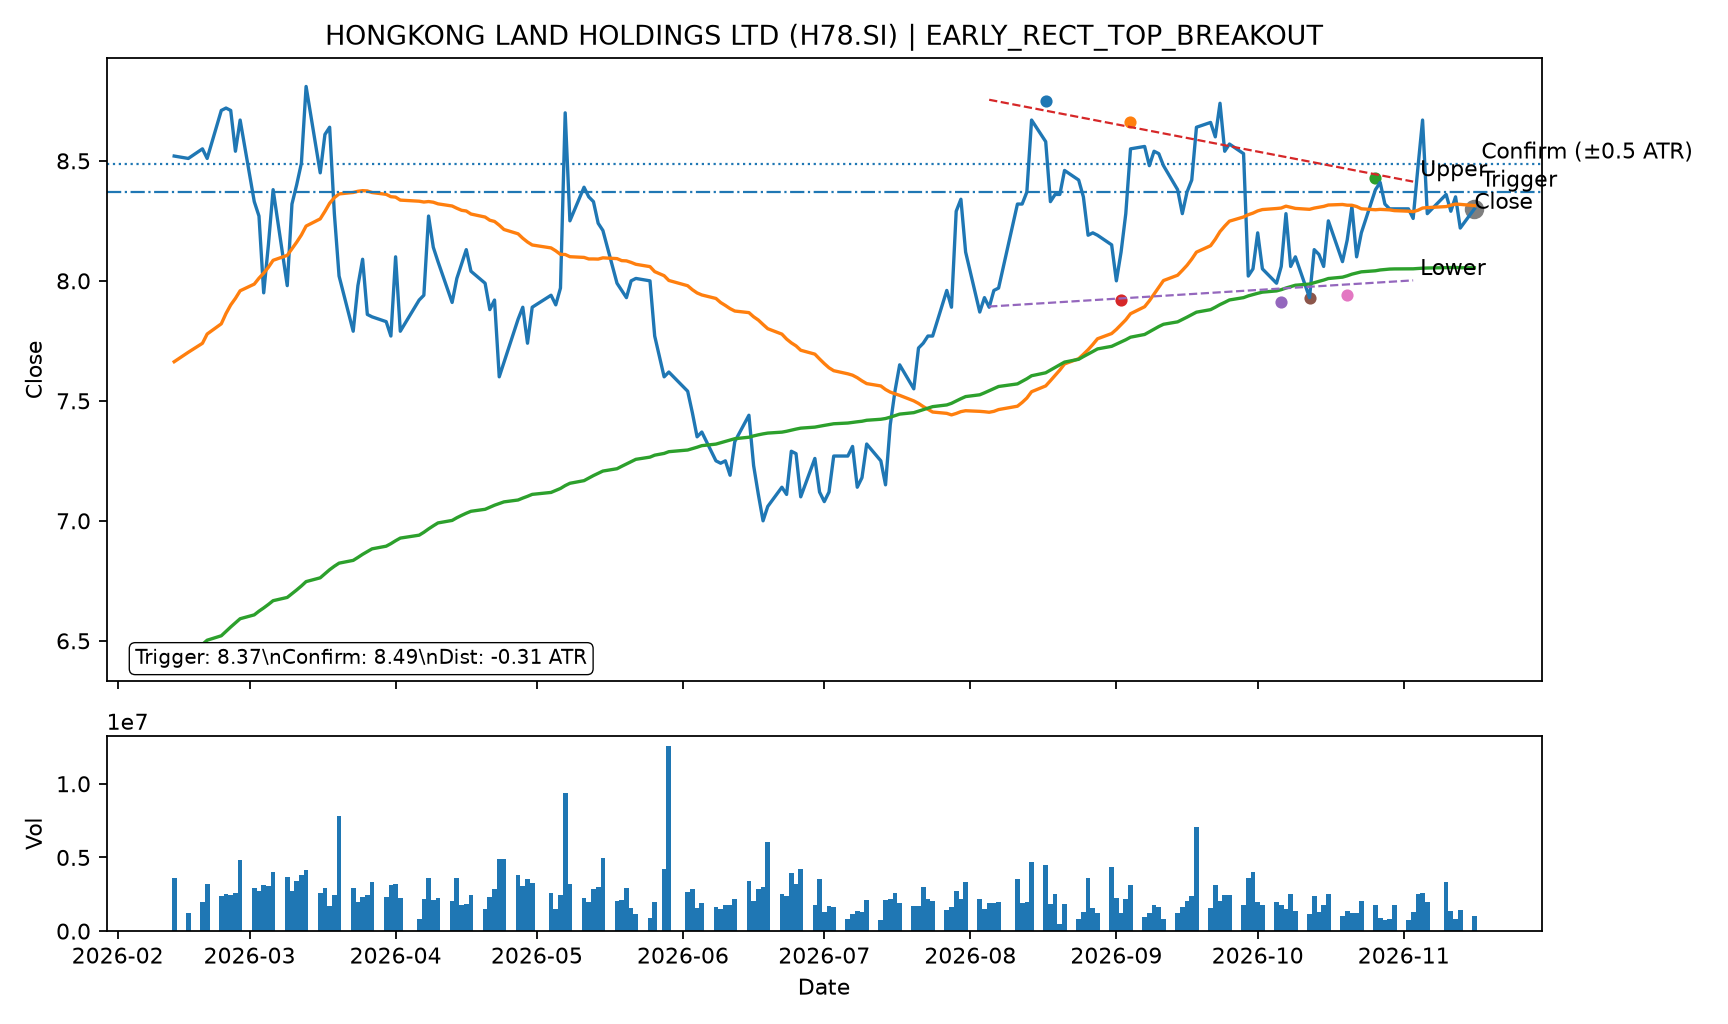 HONGKONG LAND HOLDINGS LTD (H78.SI) | EARLY_RECT_TOP_BREAKOUT
Close
8.5
8.0
7.5
7.0
6.5
Confirm (±0.5 ATR)
Upper
Trigger
Close
Lower
Trigger: 8.37\nConfirm: 8.49\nDist: -0.31 ATR
1e7
Vol
1.0
0.5
0.0
2026-02 2026-03 2026-04 2026-05 2026-06 2026-07 2026-08 2026-09 2026-10 2026-11
Date